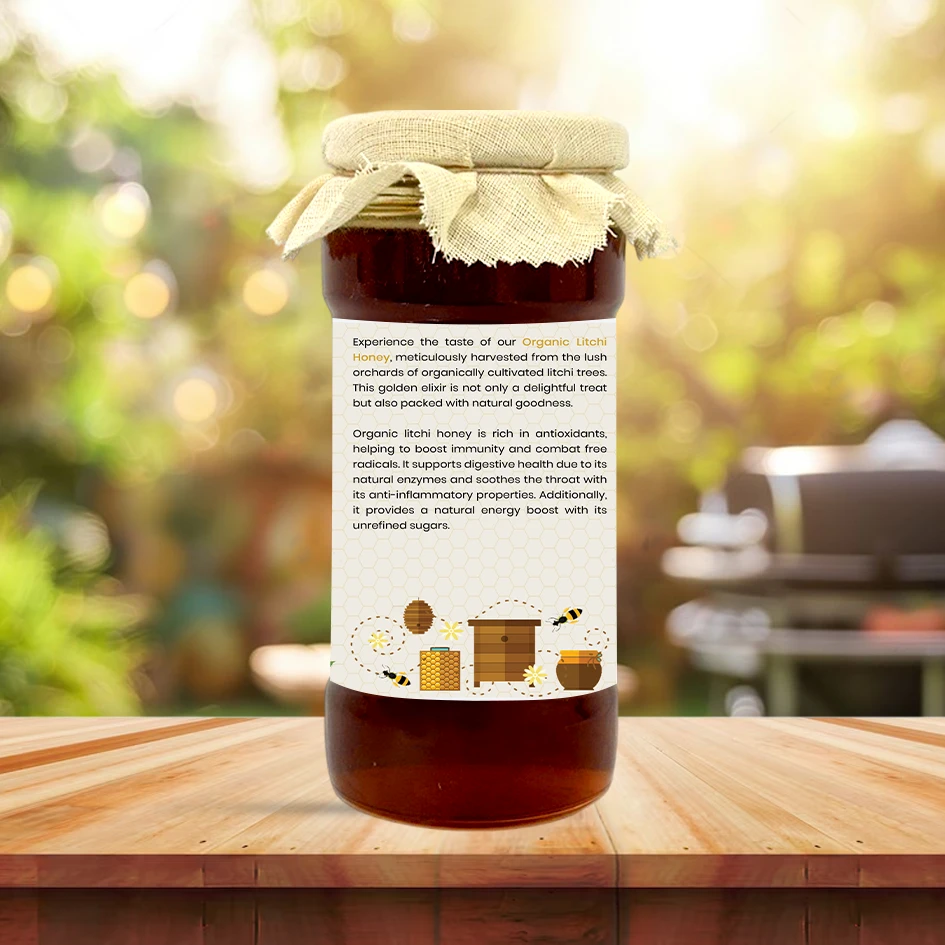 Experience the taste of our Organic Litchi
Honey, meticulously harvested from the lush
orchards of organically cultivated litchi trees.
This golden elixir is not only a delightful treat
but also packed with natural goodness.
Organic litchi honey is rich in antioxidants,
helping to boost immunity and combat free
radicals. It supports digestive health due to its
natural enzymes and soothes the throat with
its anti-inflammatory properties. Additionally,
it provides a natural energy boost with its
unrefined sugars.